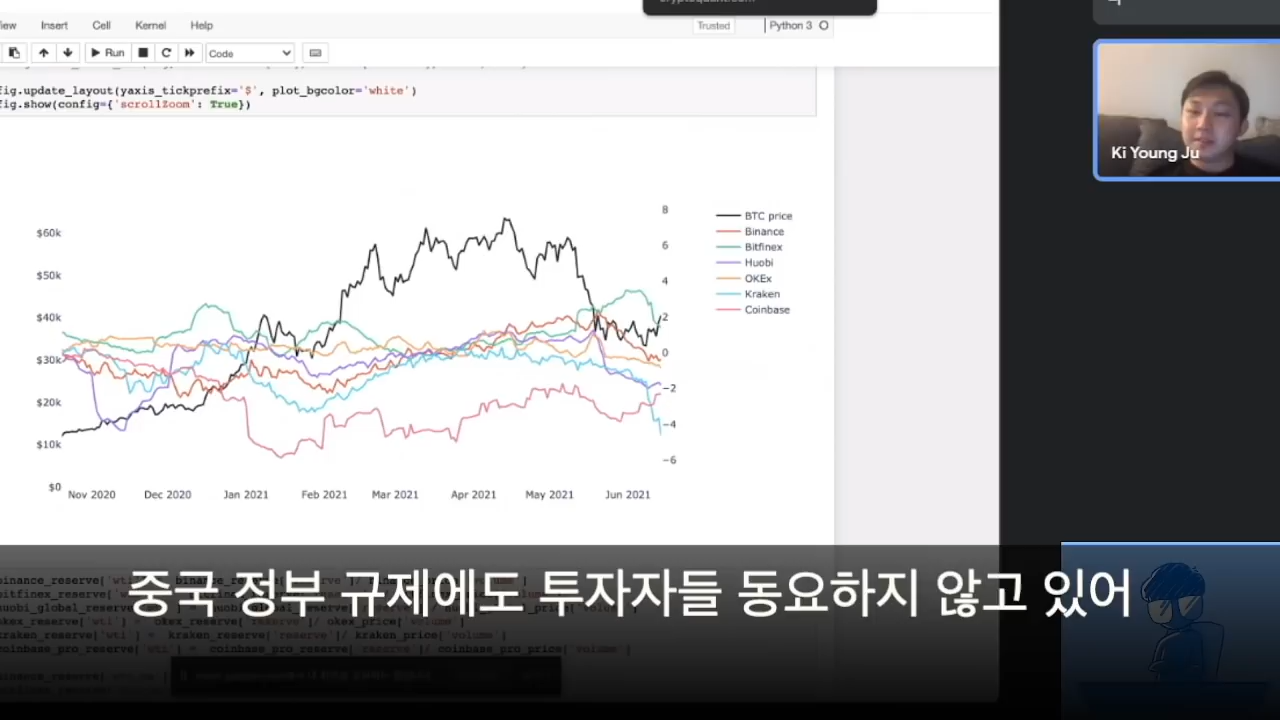 Insert Cell Kernel Help
Trusted
Python 3
Run
Code
fig.update_layout(yaxis_tickprefix='$', plot_bgcolor='white')
fig.show(config={'scrollZoom': True})
Ki Young Ju
$60k
$50k
$40k
$30k
$20k
$10k
$0
8
6
4
2
0
−2
−4
−6
BTC price
Binance
Bitfinex
Huobi
OKEx
Kraken
Coinbase
Nov 2020
Dec 2020
Jan 2021
Feb 2021
Mar 2021
Apr 2021
May 2021
Jun 2021
중국 정부 규제에도 투자자들 동요하지 않고 있어